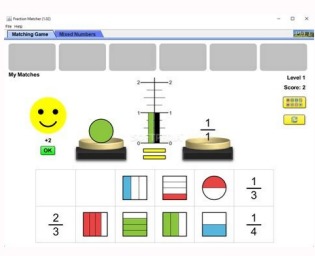 Fraction Matcher (1.02)
File Help
Matching Game Mixed Numbers
My Matches
Level 1
Score: 2
2 2
1 1
0 0
1/1
+2
OK
1/3
2/3
1/4